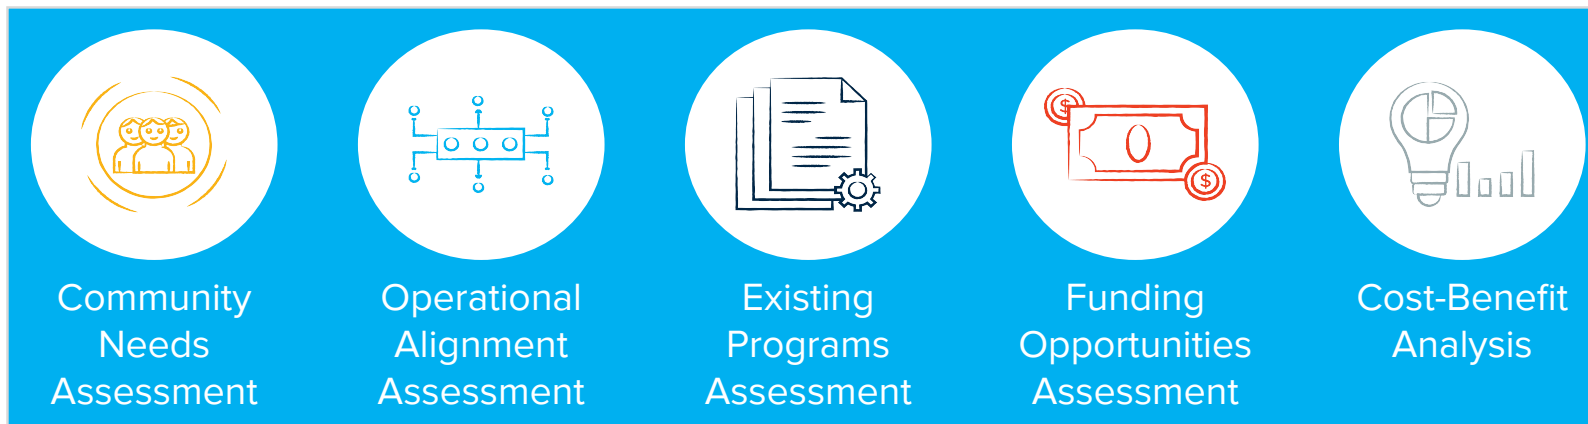 Community
Needs
Assessment
Operational
Alignment
Assessment
Existing
Programs
Assessment
$
$
Funding
Opportunities
Assessment
Cost-Benefit
Analysis